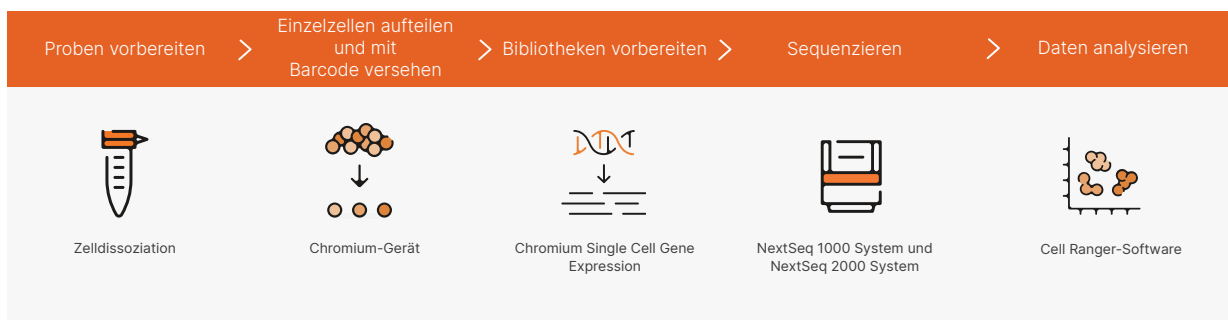 Proben vorbereiten
Einzelzellen aufteilen
und mit
Barcode versehen
Bibliotheken vorbereiten
Sequenzieren
Daten analysieren
Zelldissoziation
Chromium-Gerät
Chromium Single Cell Gene
Expression
NextSeq 1000 System und
NextSeq 2000 System
Cell Ranger-Software